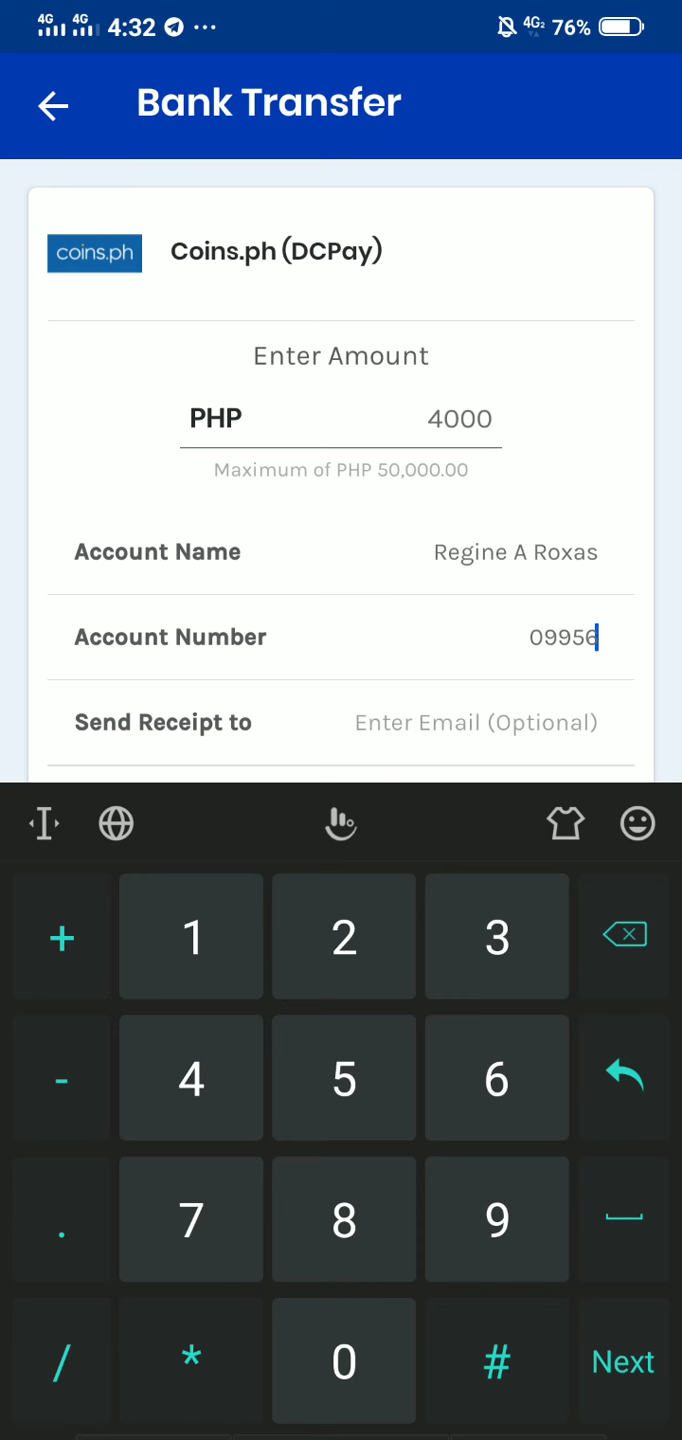 4G 4G 4:32 ... 4G2 76%
Bank Transfer
coins.ph Coins.ph (DCPay)
Enter Amount
PHP 4000
Maximum of PHP 50,000.00
Account Name Regine A Roxas
Account Number 09956
Send Receipt to Enter Email (Optional)
+ 1 2 3
- 4 5 6
. 7 8 9
/ * 0 # Next